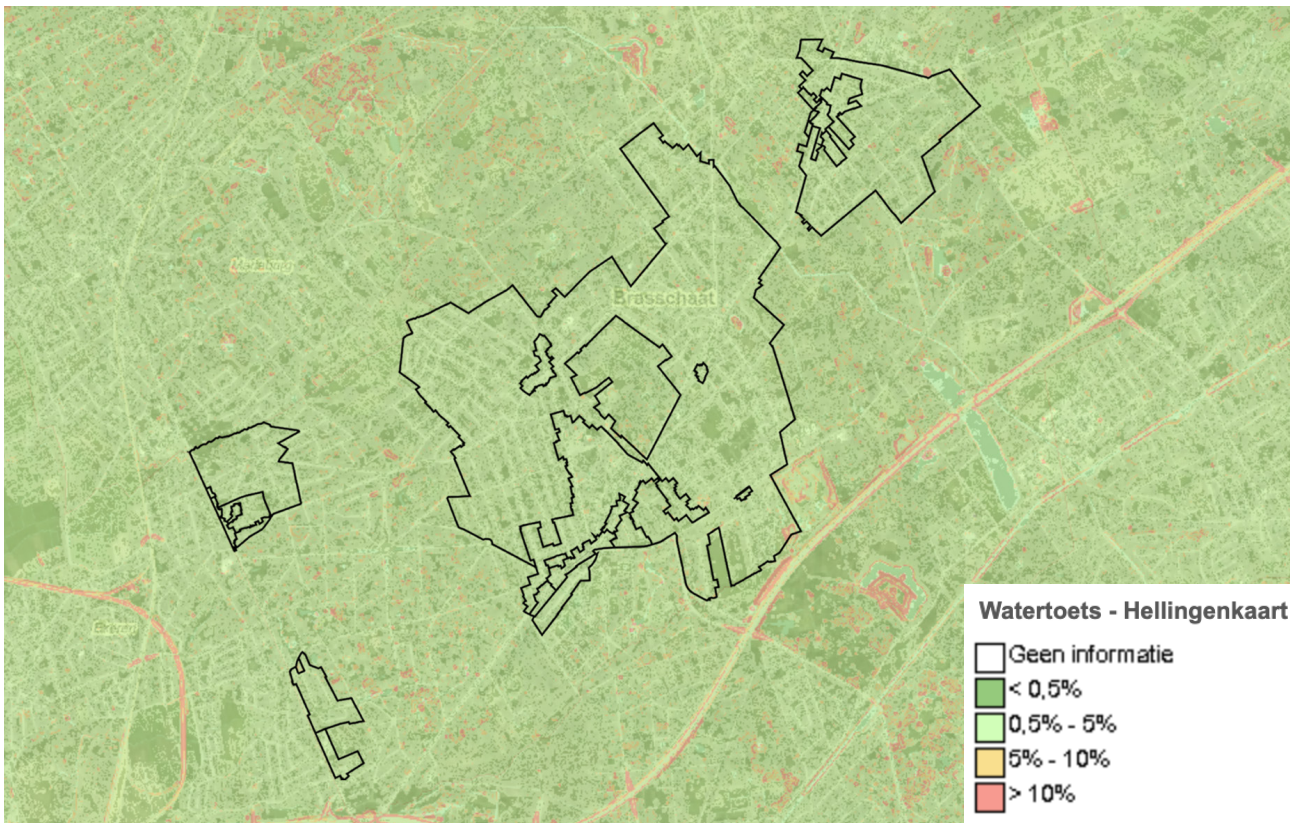 Brasschaat
Watertoets - Hellingenkaart
Geen informatie
< 0,5%
0,5% - 5%
5% - 10%
> 10%